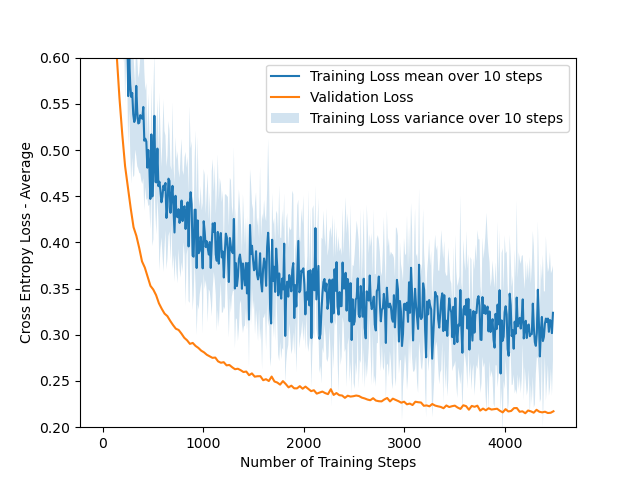 0.60
0.55
0.50
0.45
0.40
0.35
0.30
0.25
0.20
Cross Entropy Loss - Average
Training Loss mean over 10 steps
Validation Loss
Training Loss variance over 10 steps
0 1000 2000 3000 4000
Number of Training Steps